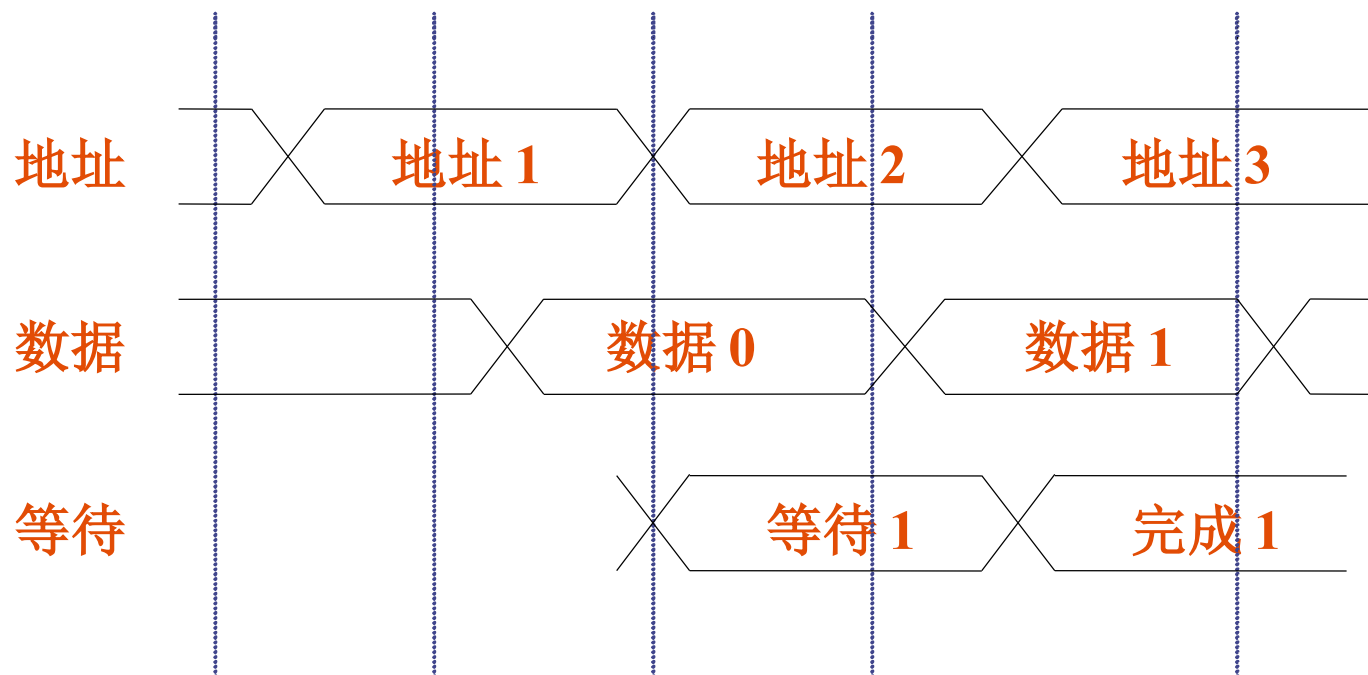 地址 地址 1 地址 2 地址 3
数据 数据 0 数据 1
等待 等待 1 完成 1